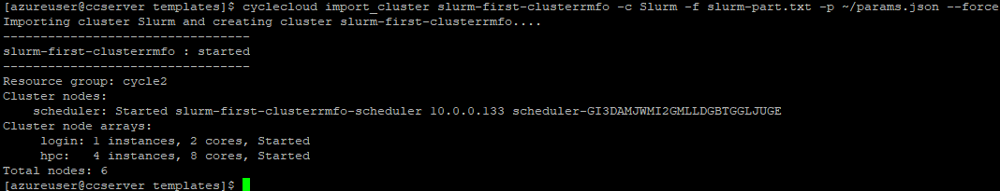 [azureuser@ccserver templates]$ cyclecloud import_cluster slurm-first-clusterrmfo -c Slurm -f slurm-part.txt -p ~/params.json --force
Importing cluster Slurm and creating cluster slurm-first-clusterrmfo....
---------------------------------
slurm-first-clusterrmfo : started
---------------------------------
Resource group: cycle2
Cluster nodes:
    scheduler: Started slurm-first-clusterrmfo-scheduler 10.0.0.133 scheduler-GI3DAMJWMI2GMLLDGBTGGLJUGE
Cluster node arrays:
     login: 1 instances, 2 cores, Started
     hpc:   4 instances, 8 cores, Started
Total nodes: 6
[azureuser@ccserver templates]$